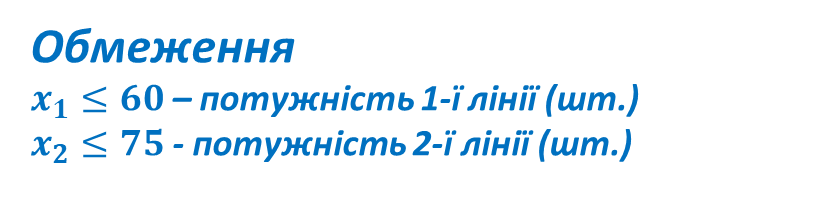 Обмеження
x₁ ≤ 60 – потужність 1-ї лінії (шт.)
x₂ ≤ 75 - потужність 2-ї лінії (шт.)